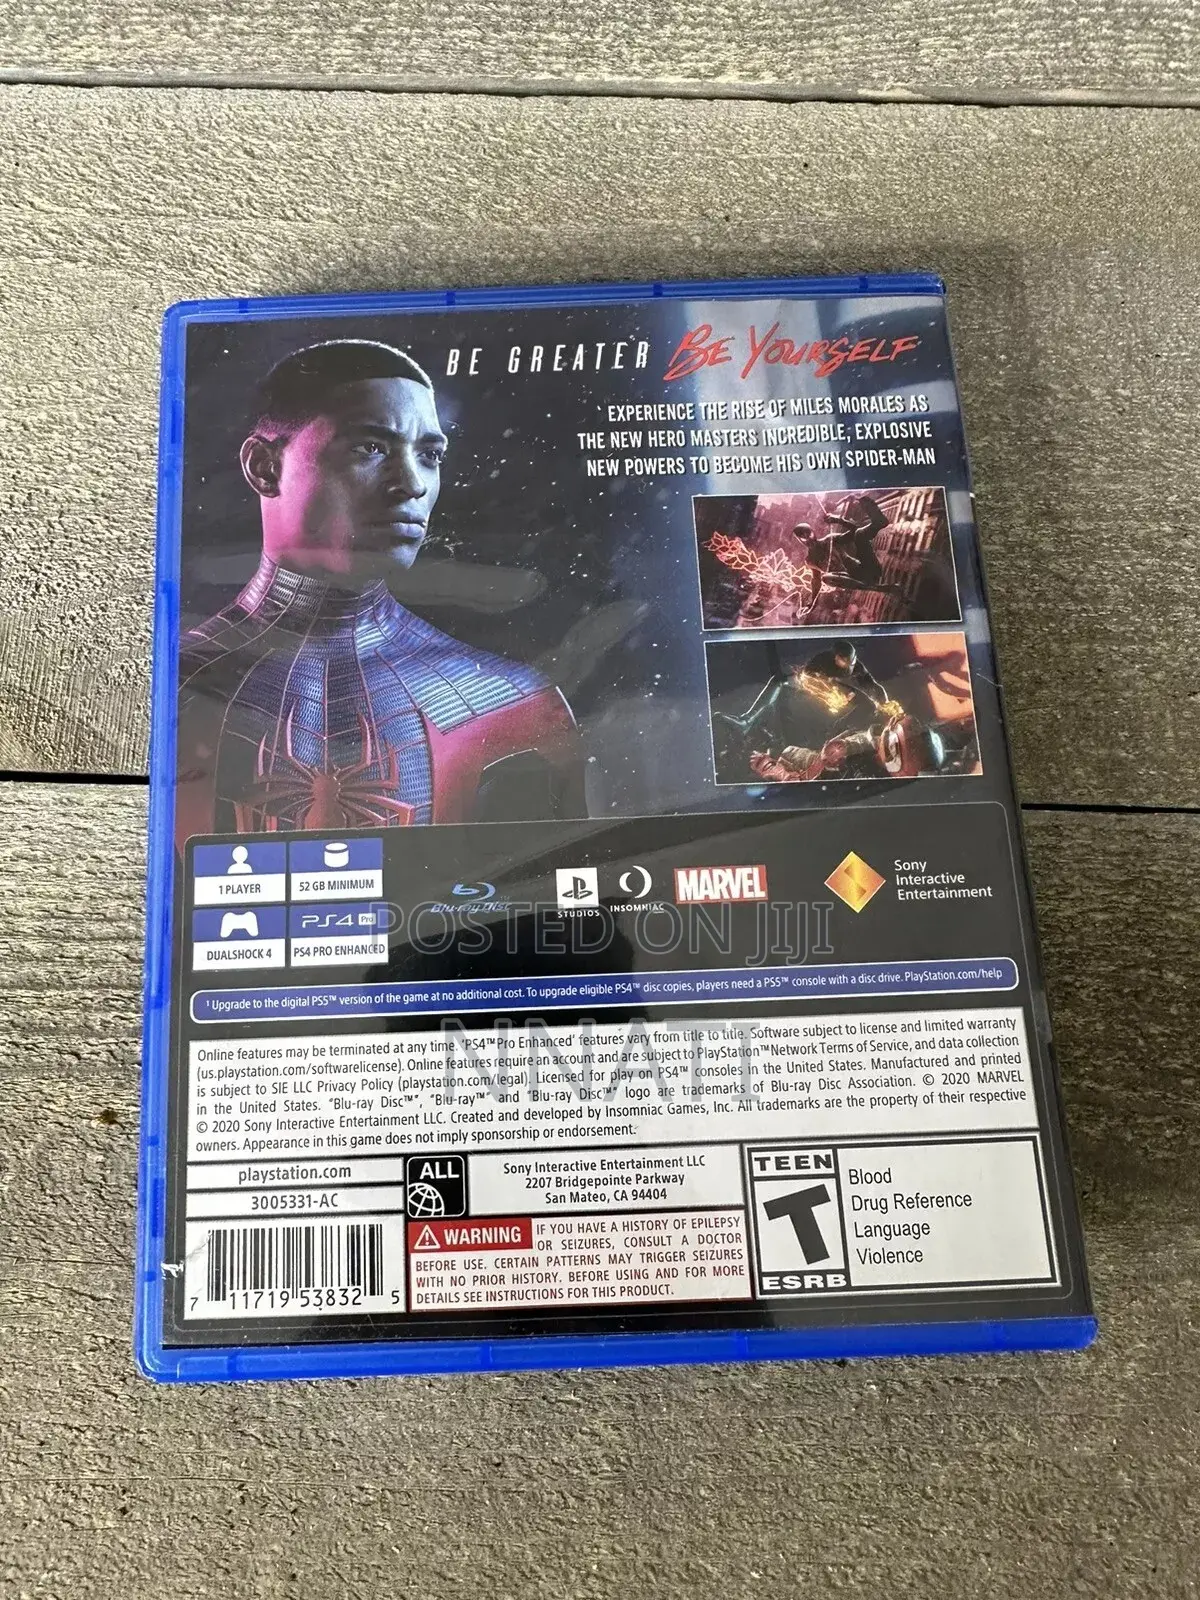 BE GREATER BE YOURSELF
EXPERIENCE THE RISE OF MILES MORALES AS
THE NEW HERO MASTERS INCREDIBLE, EXPLOSIVE
NEW POWERS TO BECOME HIS OWN SPIDER-MAN
1 PLAYER
52 GB MINIMUM
DUALSHOCK 4
PS4 Pro
PS4 PRO ENHANCED
Blu-ray Disc
STUDIOS
INSOMNIAC
MARVEL
Sony
Interactive
Entertainment
POSTED ON JIJI
NNATI
¹ Upgrade to the digital PS5™ version of the game at no additional cost. To upgrade eligible PS4™ disc copies, players need a PS5™ console with a disc drive. PlayStation.com/help
Online features may be terminated at any time. 'PS4™ Pro Enhanced' features vary from title to title. Software subject to license and limited warranty
(us.playstation.com/softwarelicense). Online features require an account and are subject to PlayStation™Network Terms of Service, and data collection
is subject to SIE LLC Privacy Policy (playstation.com/legal). Licensed for play on PS4™ consoles in the United States. Manufactured and printed
in the United States. "Blu-ray Disc™", "Blu-ray™" and "Blu-ray Disc™" logo are trademarks of Blu-ray Disc Association. © 2020 MARVEL
© 2020 Sony Interactive Entertainment LLC. Created and developed by Insomniac Games, Inc. All trademarks are the property of their respective
owners. Appearance in this game does not imply sponsorship or endorsement.
playstation.com
3005331-AC
7 11719 53832 5
ALL
Sony Interactive Entertainment LLC
2207 Bridgepointe Parkway
San Mateo, CA 94404
WARNING IF YOU HAVE A HISTORY OF EPILEPSY
OR SEIZURES, CONSULT A DOCTOR
BEFORE USE. CERTAIN PATTERNS MAY TRIGGER SEIZURES
WITH NO PRIOR HISTORY. BEFORE USING AND FOR MORE
DETAILS SEE INSTRUCTIONS FOR THIS PRODUCT.
TEEN
T
ESRB
Blood
Drug Reference
Language
Violence